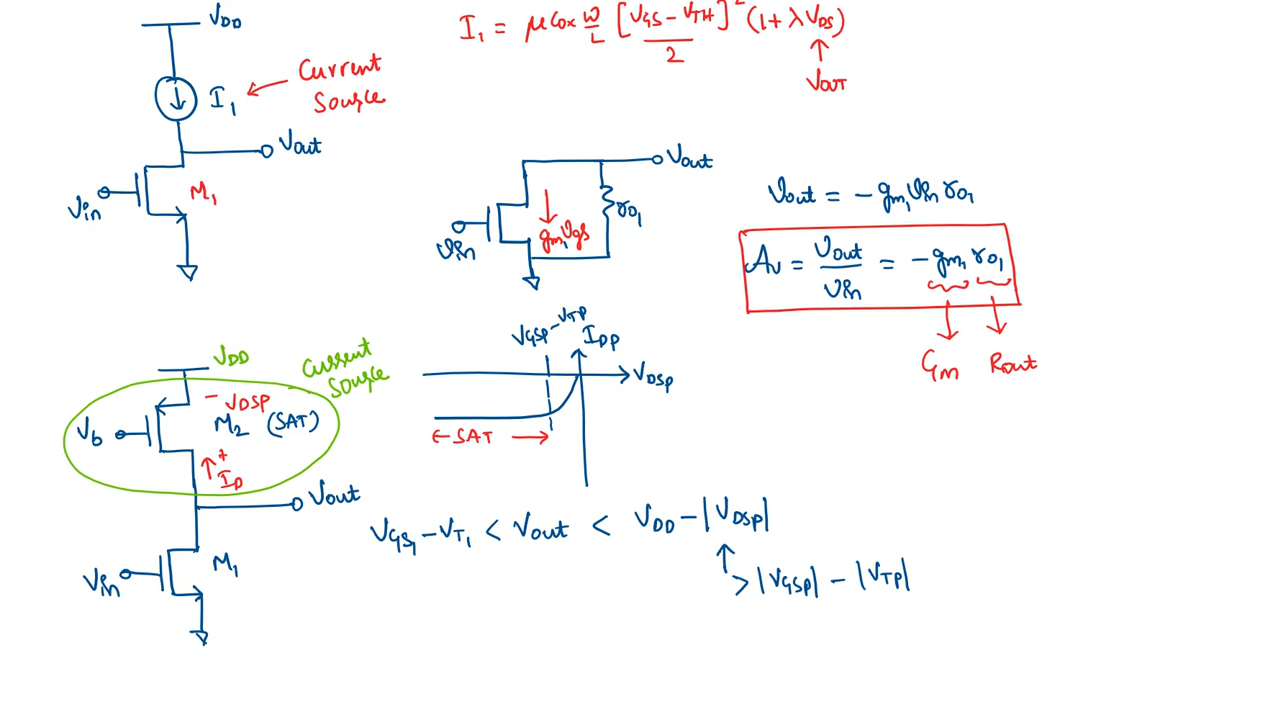 VDD
I1 = μCox W/L [VGS - VTH]^2/2 (1 + λVDS)
↑
VOUT
I1 ← Current Source
Vout
Vin
M1
Vout
gm1 vgs
ro1
vin
Vout = - gm1 vin ro1
Av = vout/vin = - gm1 ro1
Gm Rout
VDD
Current Source
- VDSP
Vb
M2 (SAT)
+
↑ ID
Vout
Vin
M1
VGSP - VTP
IDP
VDSP
← SAT →
VGS1 - VT1 < Vout < VDD - |VDSP|
↑
> |VGSP| - |VTP|